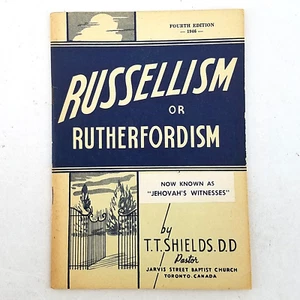 FOURTH EDITION
— 1946 —
RUSSELLISM
OR
RUTHERFORDISM
NOW KNOWN AS
"JEHOVAH'S WITNESSES"
by
T.T. SHIELDS. D.D
Pastor
JARVIS STREET BAPTIST CHURCH
TORONTO. CANADA